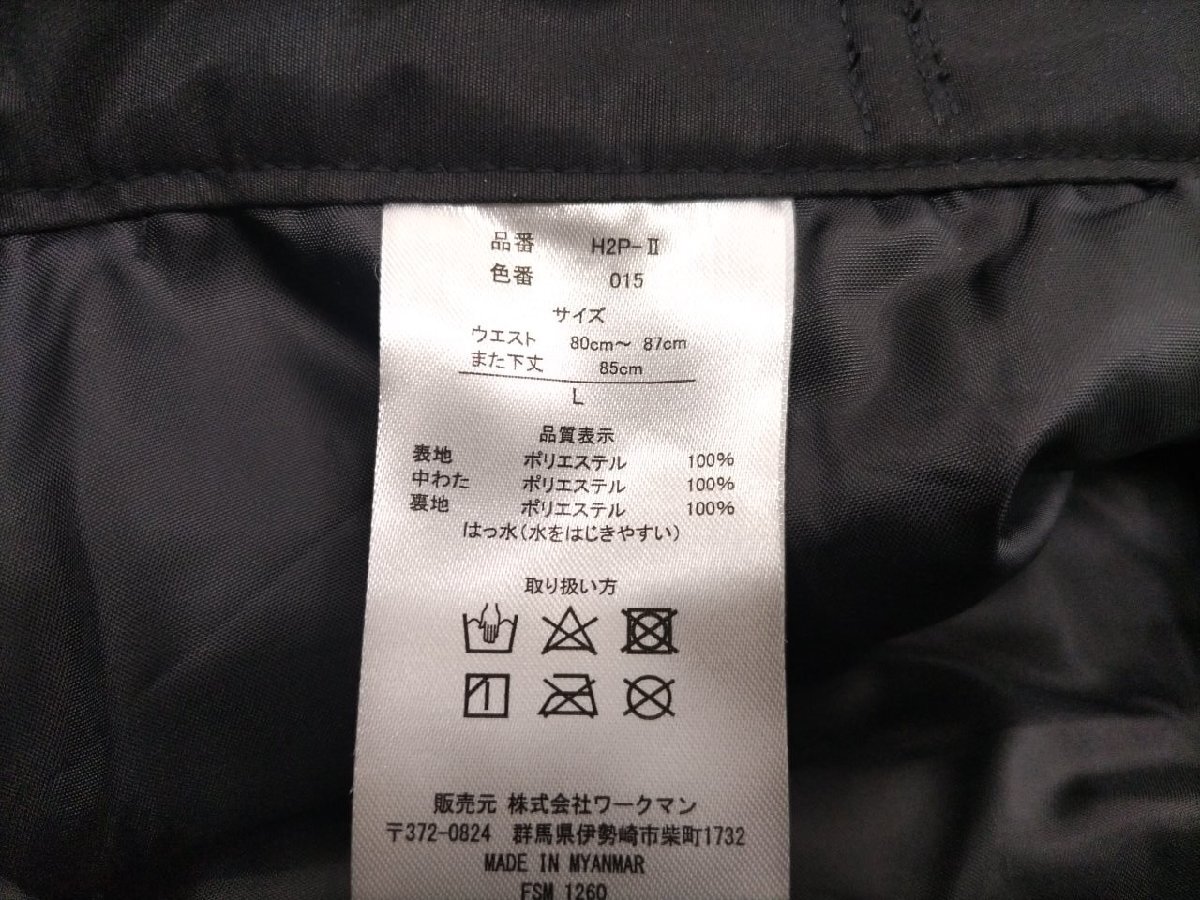 品番 H2P-Ⅱ
色番 015
サイズ
ウエスト 80cm～ 87cm
また下丈 85cm
L
品質表示
表地 ポリエステル 100%
中わた ポリエステル 100%
裏地 ポリエステル 100%
はっ水(水をはじきやすい)
取り扱い方
販売元 株式会社ワークマン
〒372-0824 群馬県伊勢崎市柴町1732
MADE IN MYANMAR
FSM 1260